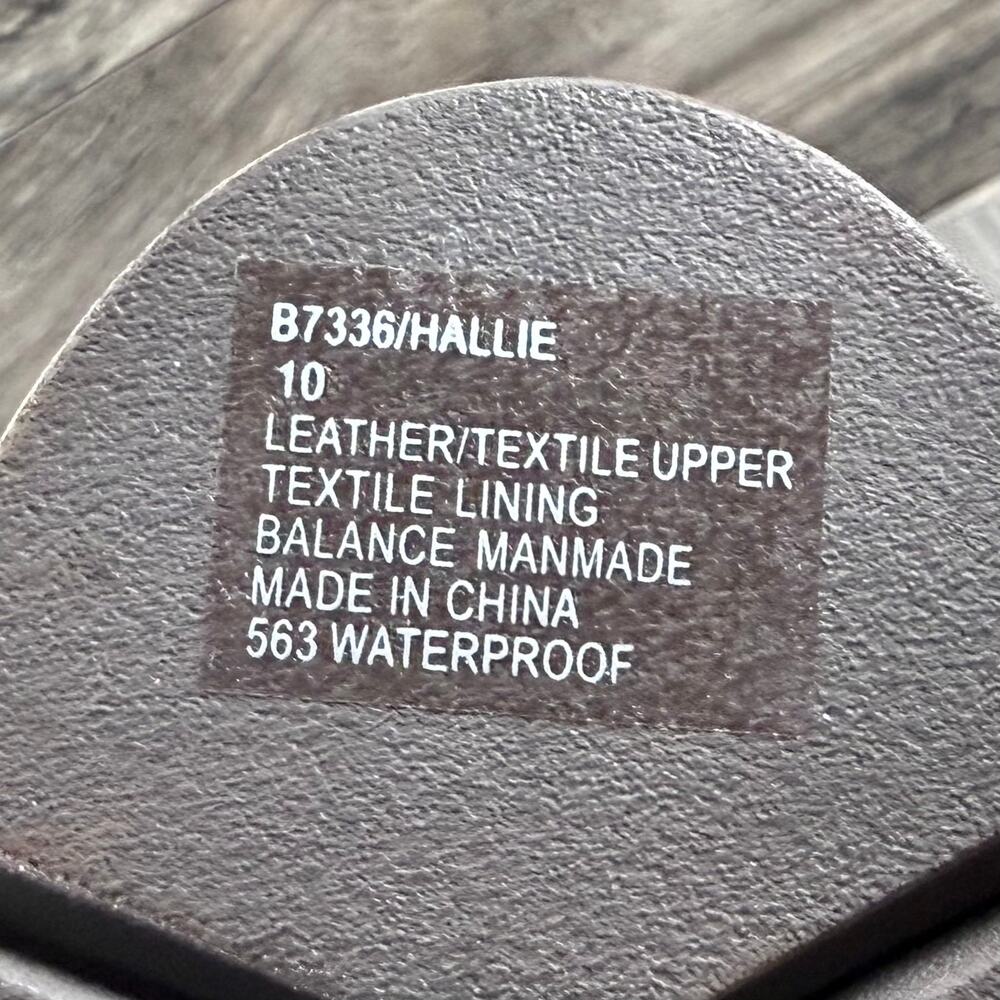 B7336/HALLIE
10
LEATHER/TEXTILE UPPER
TEXTILE LINING
BALANCE MANMADE
MADE IN CHINA
563 WATERPROOF